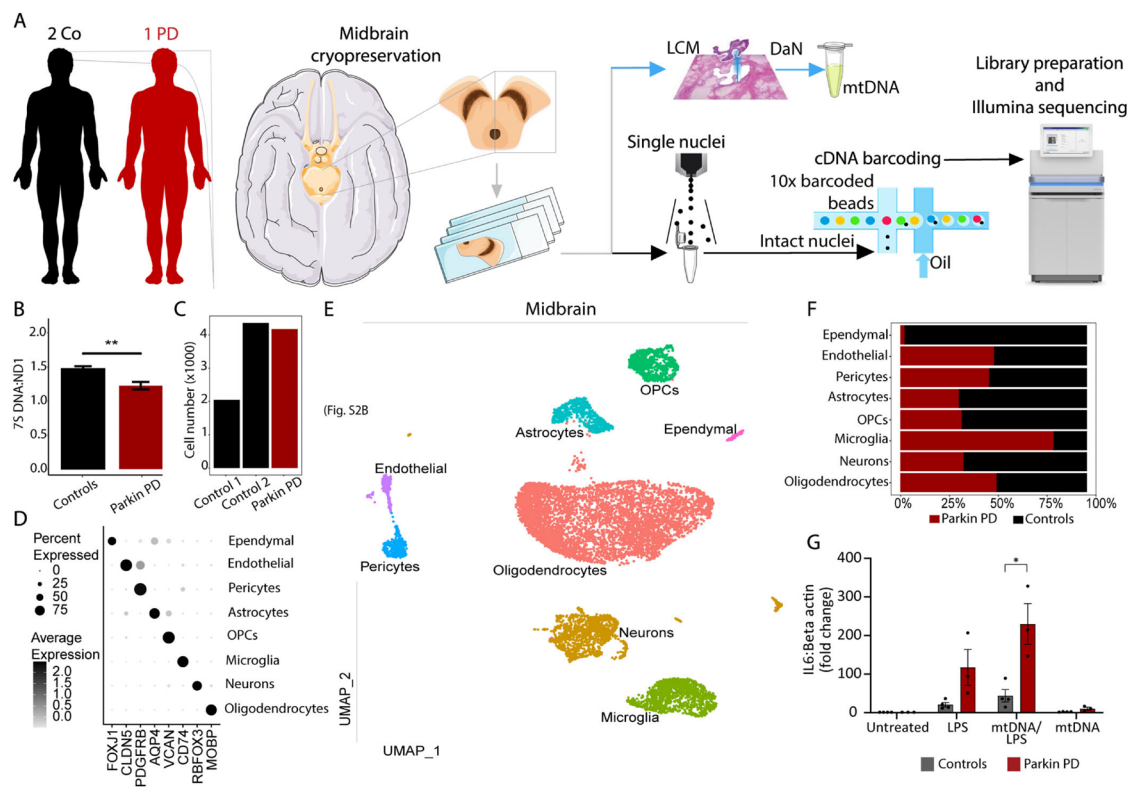 A
2 Co
1 PD
Midbrain
cryopreservation
LCM
DaN
mtDNA
Single nuclei
cDNA barcoding
10x barcoded
beads
Intact nuclei
Oil
Library preparation
and
Illumina sequencing
B
7S DNA:ND1
2.0
1.5
1.0
0.5
0.0
**
Controls
Parkin PD
C
Cell number (x1000)
4
3
2
1
0
Control 1
Control 2
Parkin PD
D
Percent
Expressed
0
25
50
75
Average
Expression
2.0
1.5
1.0
0.5
0.0
Ependymal
Endothelial
Pericytes
Astrocytes
OPCs
Microglia
Neurons
Oligodendrocytes
FOXJ1
CLDN5
PDGFRB
AQP4
VCAN
CD74
RBFOX3
MOBP
E
Midbrain
(Fig. S2B
OPCs
Astrocytes
Ependymal
Endothelial
Pericytes
Oligodendrocytes
Neurons
Microglia
UMAP_2
UMAP_1
F
Ependymal
Endothelial
Pericytes
Astrocytes
OPCs
Microglia
Neurons
Oligodendrocytes
0% 25% 50% 75% 100%
Parkin PD Controls
G
IL6:Beta actin
(fold change)
400
300
200
100
0
*
Untreated LPS mtDNA/ mtDNA
LPS
Controls Parkin PD